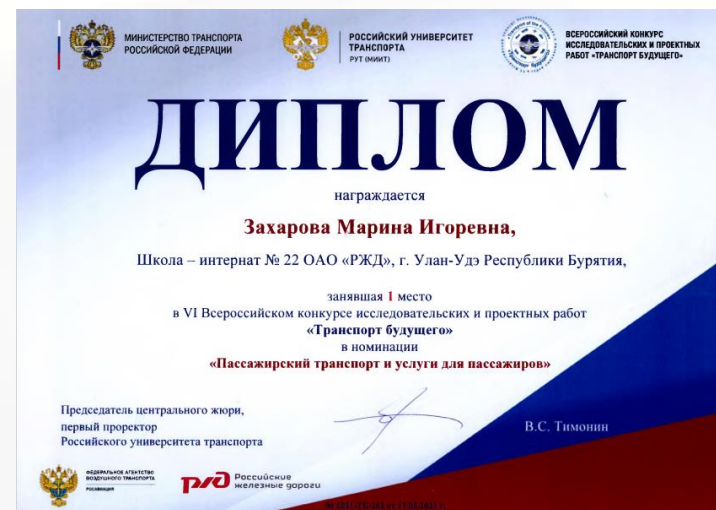 МИНИСТЕРСТВО ТРАНСПОРТА
РОССИЙСКОЙ ФЕДЕРАЦИИ
РОССИЙСКИЙ УНИВЕРСИТЕТ
ТРАНСПОРТА
РУТ (МИИТ)
ВСЕРОССИЙСКИЙ КОНКУРС
ИССЛЕДОВАТЕЛЬСКИХ И ПРОЕКТНЫХ
РАБОТ «ТРАНСПОРТ БУДУЩЕГО»
ДИПЛОМ
награждается
Захарова Марина Игоревна,
Школа – интернат № 22 ОАО «РЖД», г. Улан-Удэ Республики Бурятия,
занявшая 1 место
в VI Всероссийском конкурсе исследовательских и проектных работ
«Транспорт будущего»
в номинации
«Пассажирский транспорт и услуги для пассажиров»
Председатель центрального жюри,
первый проректор
Российского университета транспорта
В.С. Тимонин
ФЕДЕРАЛЬНОЕ АГЕНТСТВО
ВОЗДУШНОГО ТРАНСПОРТА
РОСАВИАЦИЯ
РЖД Российские
железные дороги